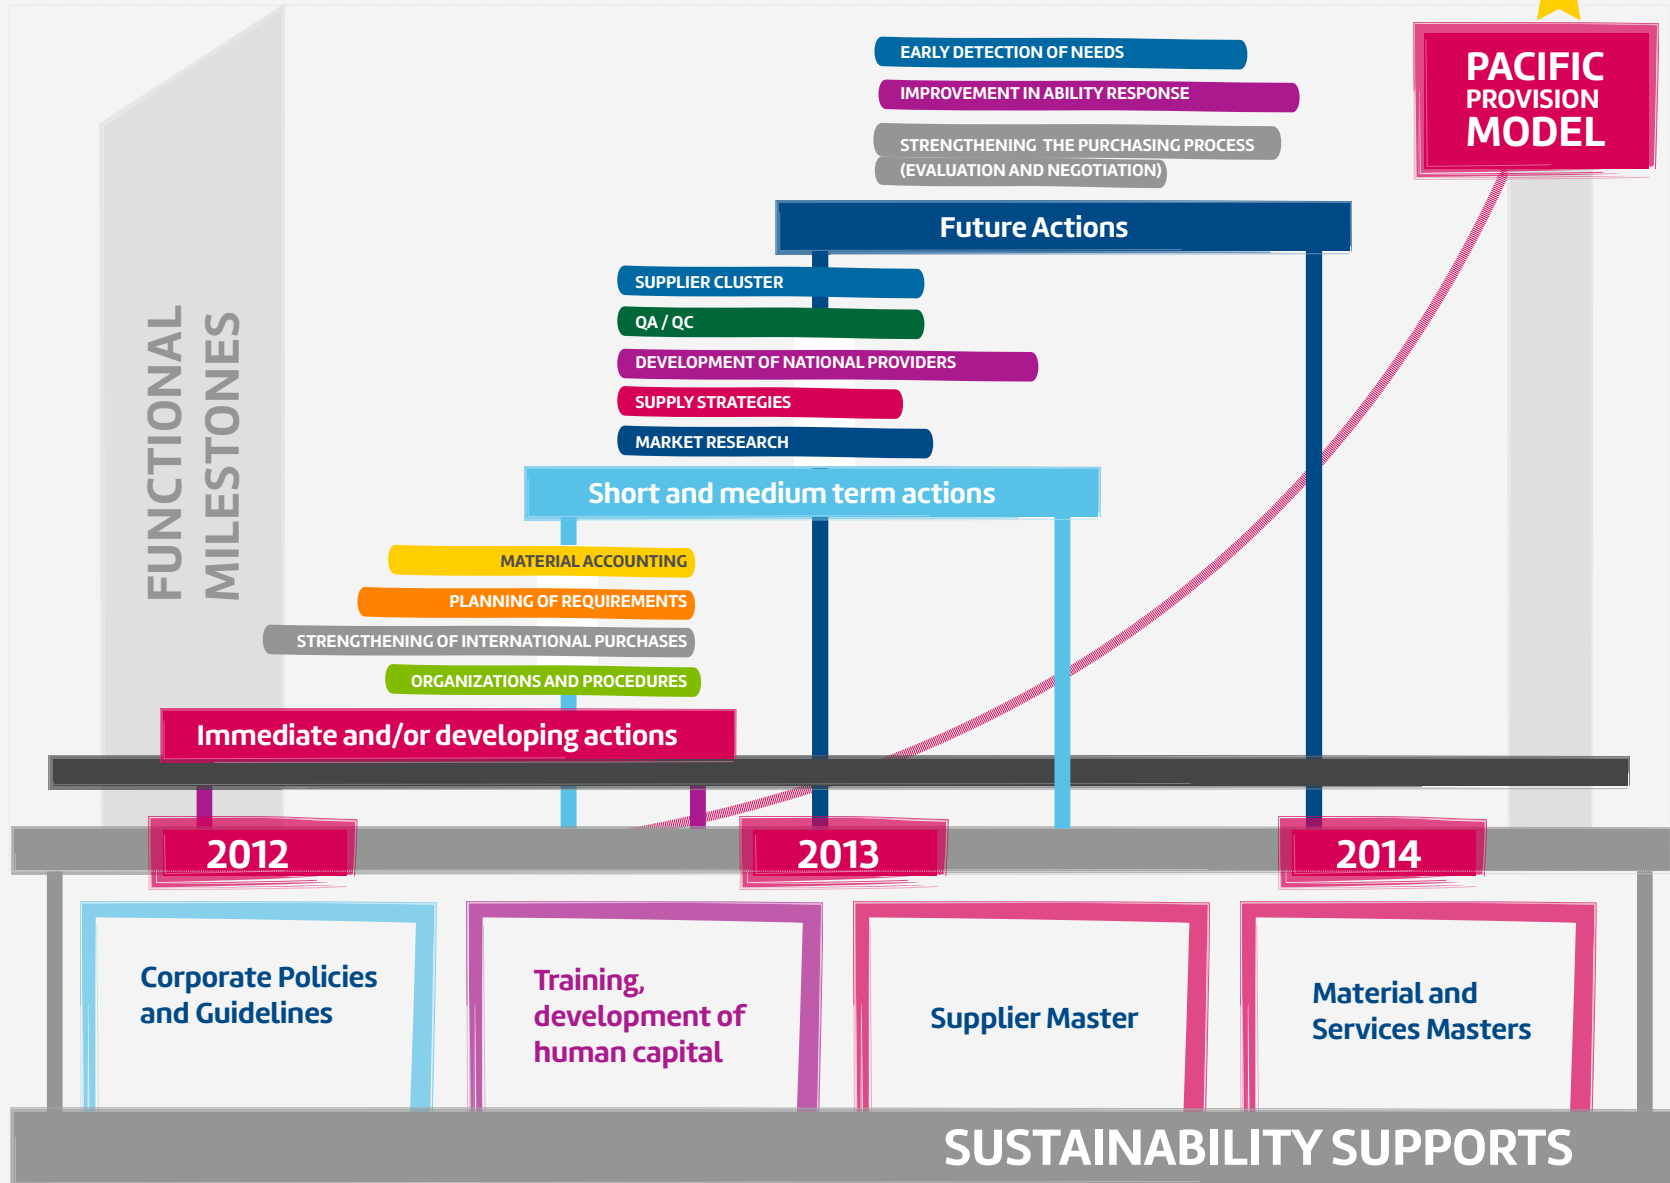 EARLY DETECTION OF NEEDS
IMPROVEMENT IN ABILITY RESPONSE
STRENGTHENING THE PURCHASING PROCESS
(EVALUATION AND NEGOTIATION)
PACIFIC
PROVISION
MODEL
Future Actions
FUNCTIONAL
MILESTONES
SUPPLIER CLUSTER
QA / QC
DEVELOPMENT OF NATIONAL PROVIDERS
SUPPLY STRATEGIES
MARKET RESEARCH
Short and medium term actions
MATERIAL ACCOUNTING
PLANNING OF REQUIREMENTS
STRENGTHENING OF INTERNATIONAL PURCHASES
ORGANIZATIONS AND PROCEDURES
Immediate and/or developing actions
2012
2013
2014
Corporate Policies
and Guidelines
Training,
development of
human capital
Supplier Master
Material and
Services Masters
SUSTAINABILITY SUPPORTS